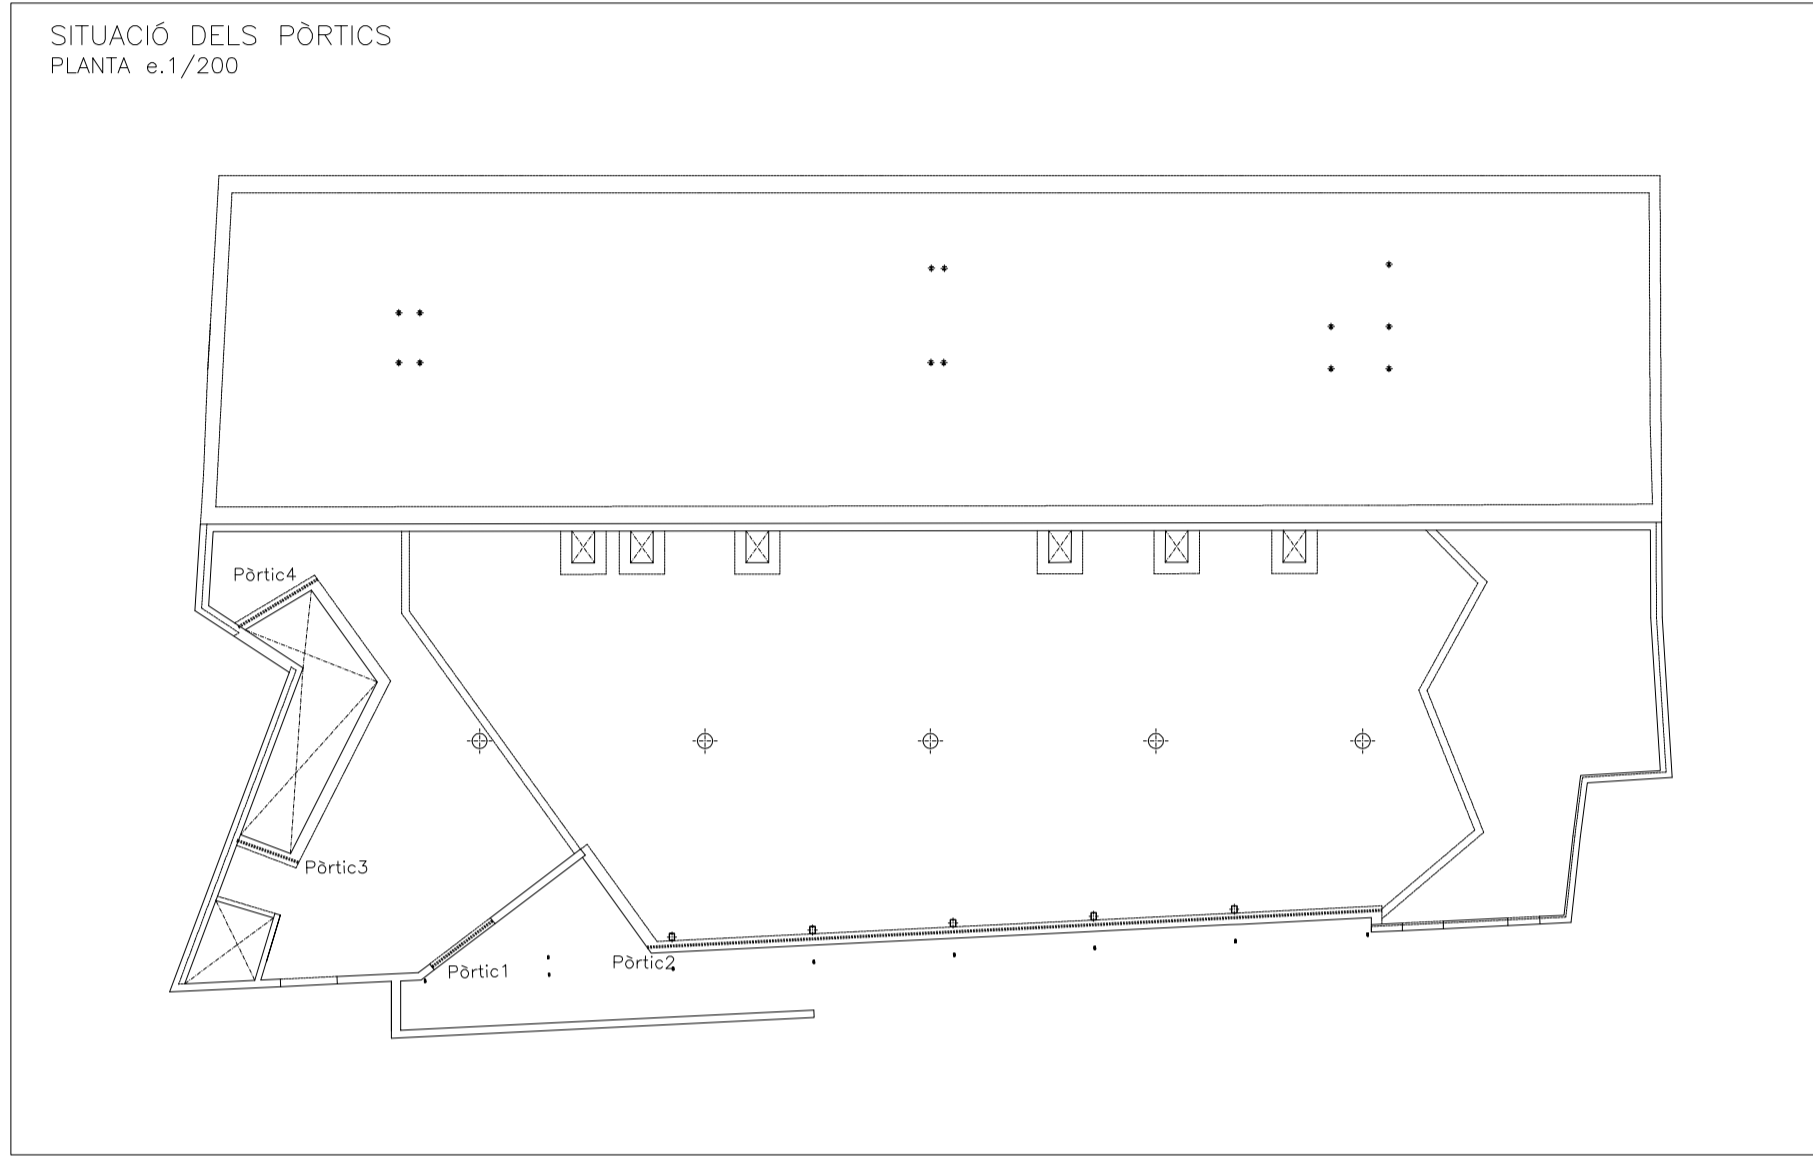 SITUACIÓ DELS PÒRTICS
PLANTA e.1/200
Pòrtic4
Pòrtic3
Pòrtic1
Pòrtic2